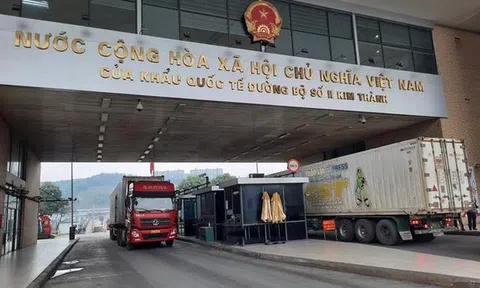 NƯỚC CỘNG HÒA XÃ HỘI CHỦ NGHĨA VIỆT NAM
CỬA KHẨU QUỐC TẾ ĐƯỜNG BỘ SỐ II KIM THÀNH